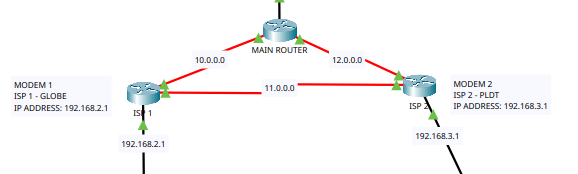 MAIN ROUTER
10.0.0.0
12.0.0.0
11.0.0.0
MODEM 1
ISP 1 - GLOBE
IP ADDRESS: 192.168.2.1
ISP 1
ISP 2
MODEM 2
ISP 2 - PLDT
IP ADDRESS: 192.168.3.1
192.168.2.1
192.168.3.1